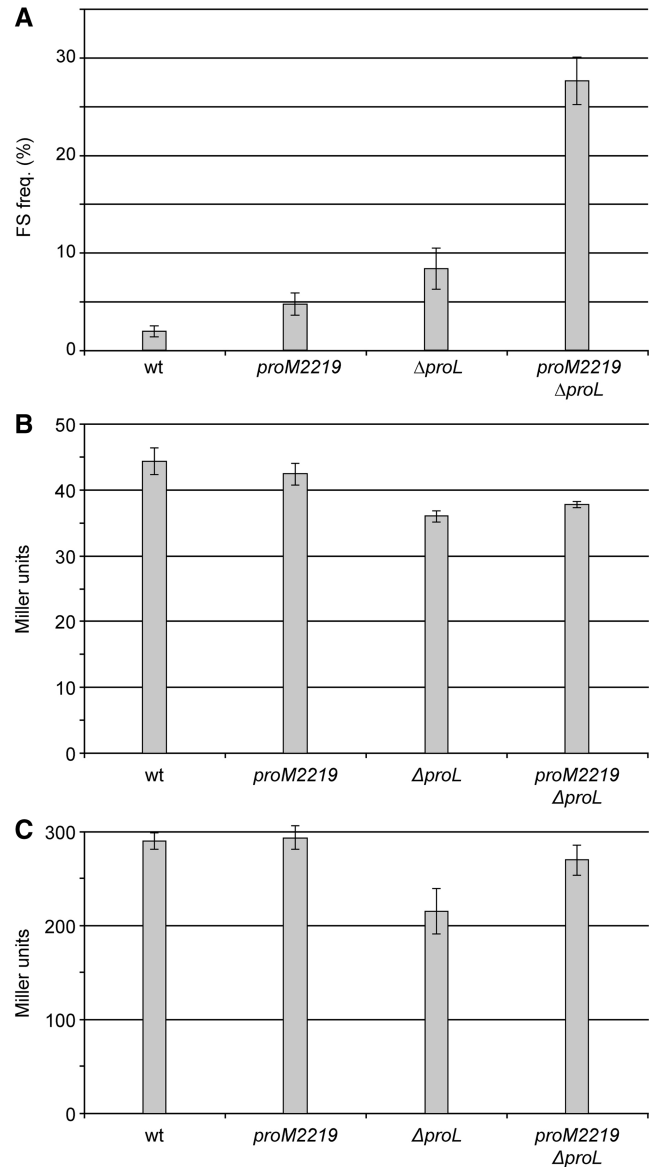 A
FS freq. (%)
30
20
10
0
wt
proM2219
ΔproL
proM2219
ΔproL
B
Miller units
50
40
30
20
10
0
wt
proM2219
ΔproL
proM2219
ΔproL
C
Miller units
300
200
100
0
wt
proM2219
ΔproL
proM2219
ΔproL